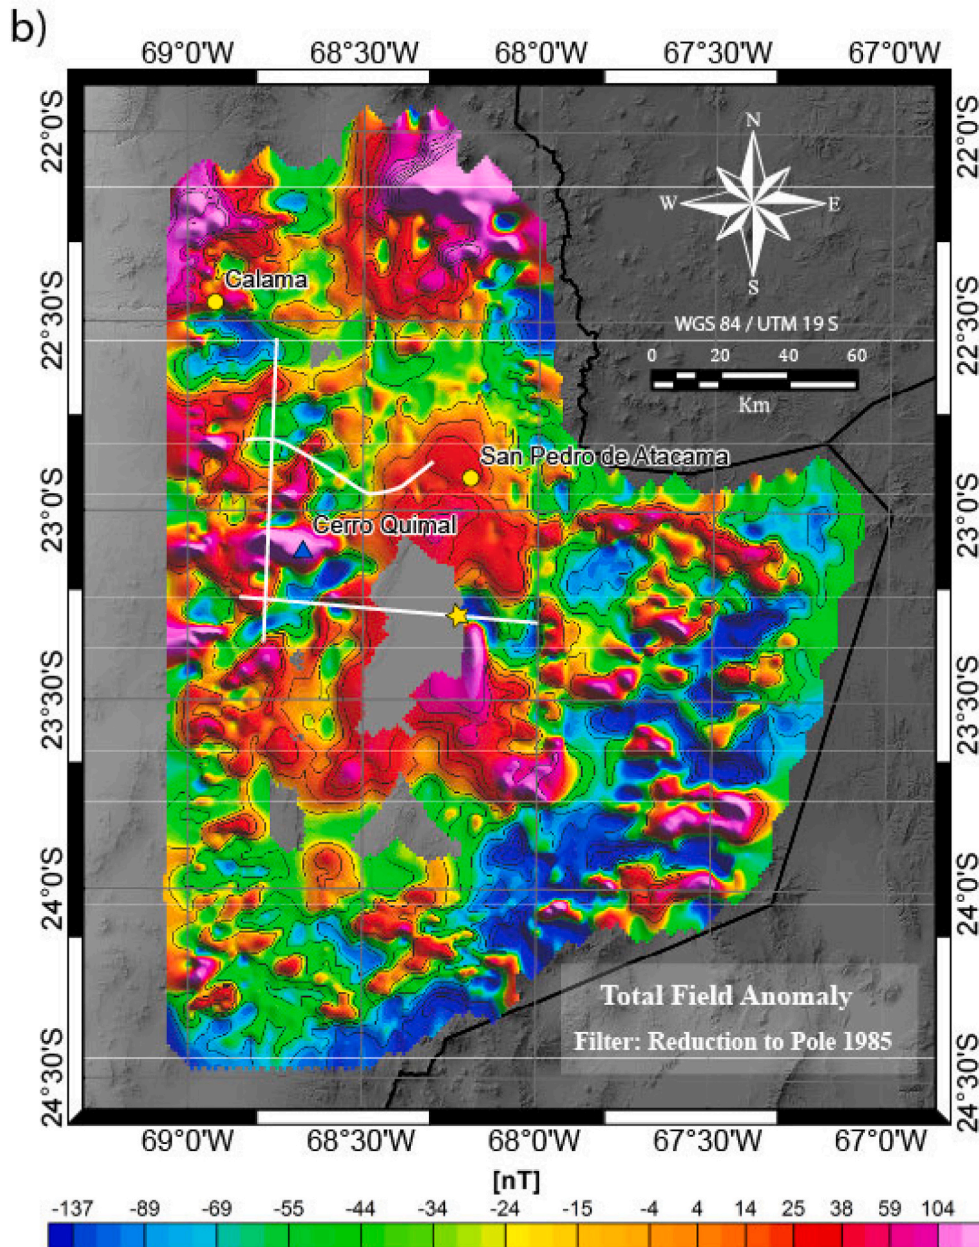 b)
69°0'W 68°30'W 68°0'W 67°30'W 67°0'W
22°0'S 22°0'S
N
W E
S
Calama
22°30'S 22°30'S
WGS 84 / UTM 19 S
0 20 40 60
Km
San Pedro de Atacama
23°0'S 23°0'S
Cerro Quimal
23°30'S 23°30'S
24°0'S 24°0'S
Total Field Anomaly
Filter: Reduction to Pole 1985
24°30'S 24°30'S
69°0'W 68°30'W 68°0'W 67°30'W 67°0'W
[nT]
-137 -89 -69 -55 -44 -34 -24 -15 -4 4 14 25 38 59 104